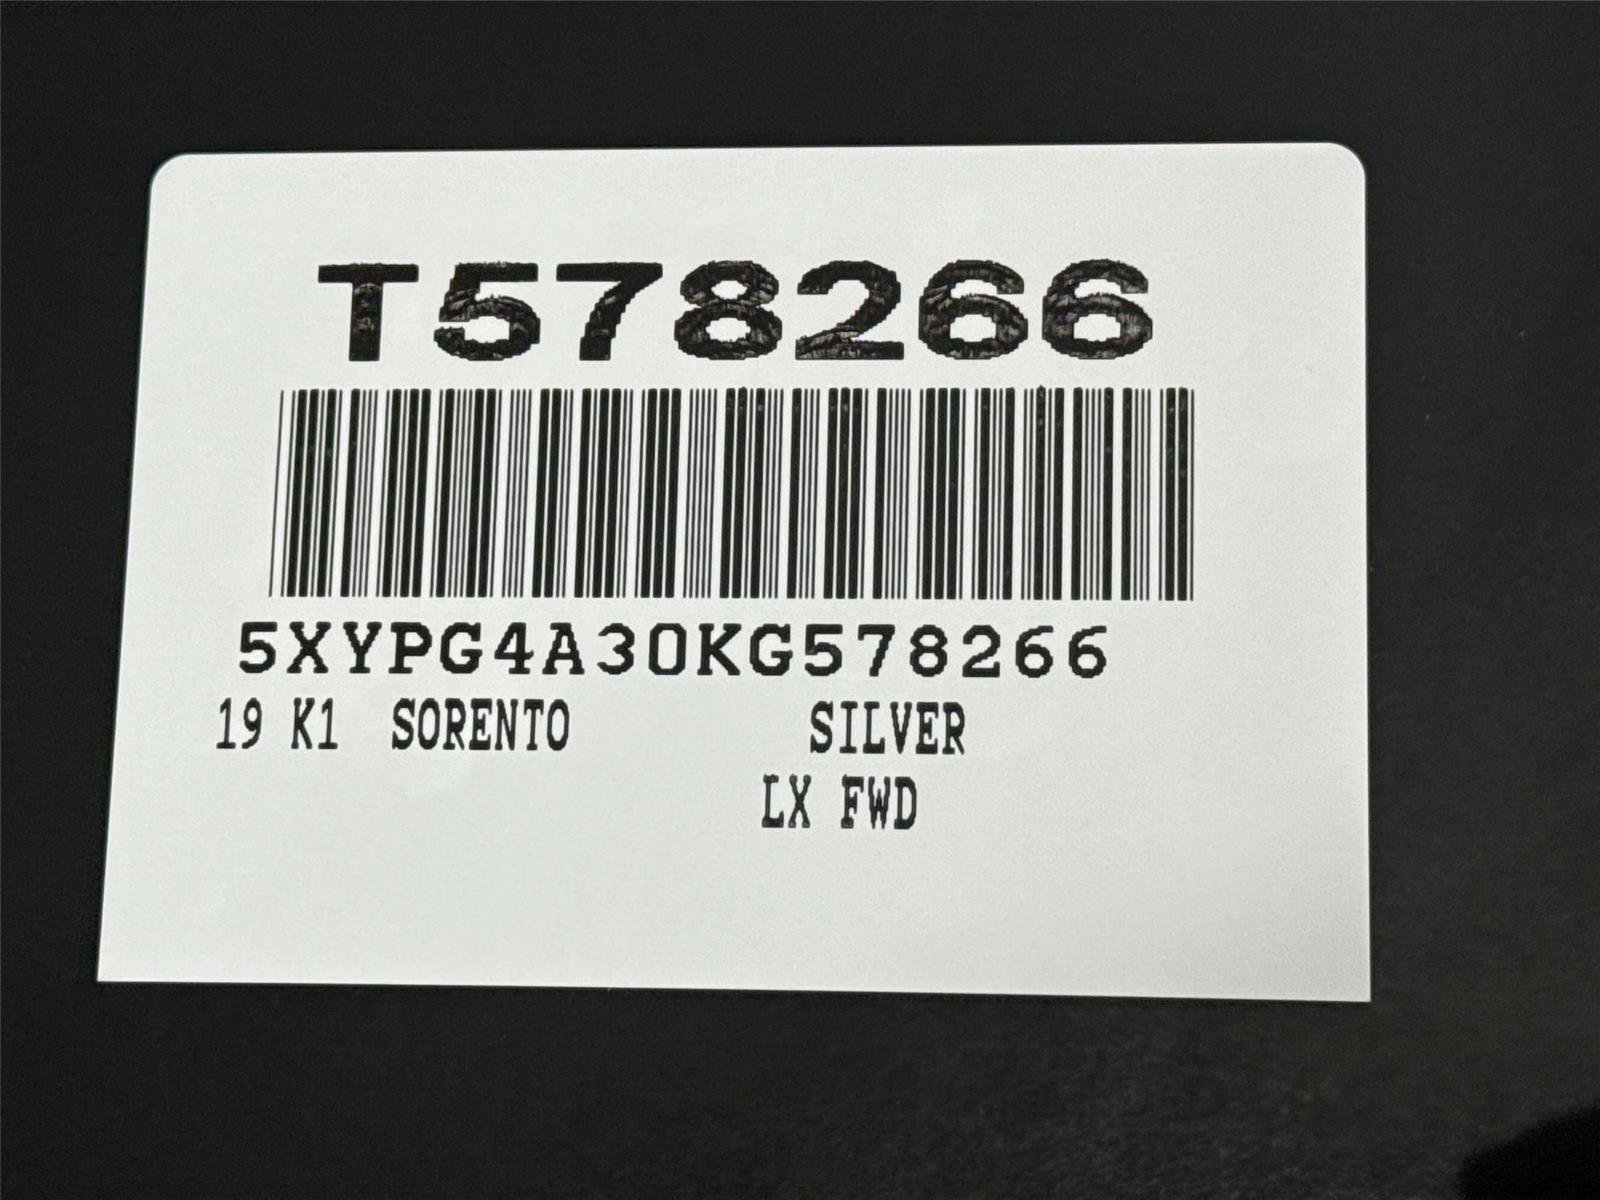 T578266
5XYPG4A30KG578266
19 K1 SORENTO SILVER
LX FWD